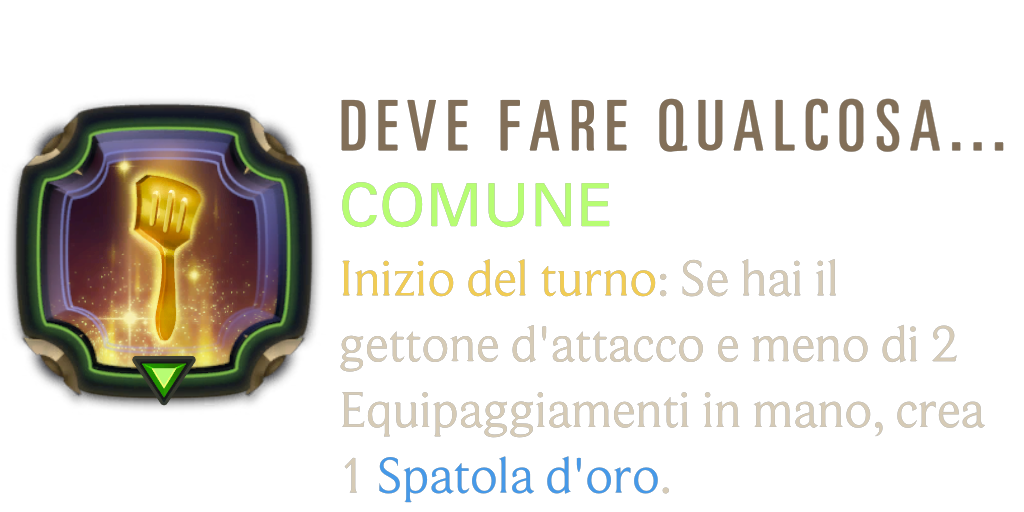 DEVE FARE QUALCOSA...
COMUNE
Inizio del turno: Se hai il
gettone d'attacco e meno di 2
Equipaggiamenti in mano, crea
1 Spatola d'oro.